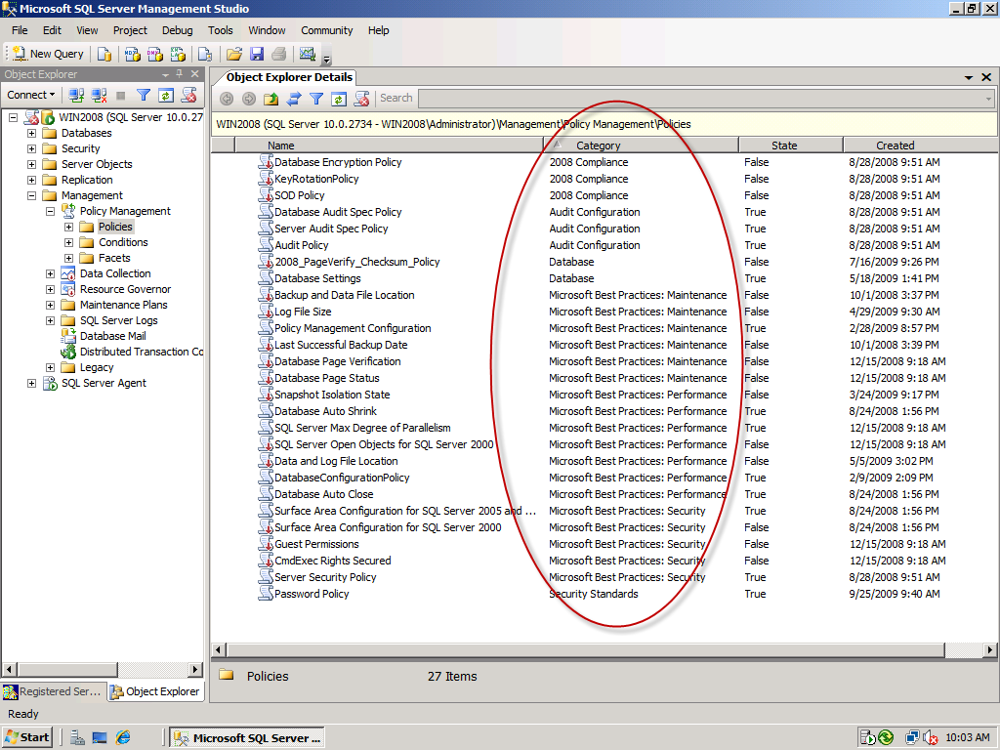 Microsoft SQL Server Management Studio
File Edit View Project Debug Tools Window Community Help
New Query
Object Explorer
Connect
WIN2008 (SQL Server 10.0.27
Databases
Security
Server Objects
Replication
Management
Policy Management
Policies
Conditions
Facets
Data Collection
Resource Governor
Maintenance Plans
SQL Server Logs
Database Mail
Distributed Transaction Co
Legacy
SQL Server Agent
Registered Ser... Object Explorer
Object Explorer Details
Search
WIN2008 (SQL Server 10.0.2734 - WIN2008\Administrator)\Management\Policy Management\Policies
Name Category State Created
Database Encryption Policy 2008 Compliance False 8/28/2008 9:51 AM
KeyRotationPolicy 2008 Compliance False 8/28/2008 9:51 AM
SOD Policy 2008 Compliance False 8/28/2008 9:51 AM
Database Audit Spec Policy Audit Configuration True 8/28/2008 9:51 AM
Server Audit Spec Policy Audit Configuration True 8/28/2008 9:51 AM
Audit Policy Audit Configuration True 8/28/2008 9:51 AM
2008_PageVerify_Checksum_Policy Database False 7/16/2009 9:26 PM
Database Settings Database True 5/18/2009 1:41 PM
Backup and Data File Location Microsoft Best Practices: Maintenance False 10/1/2008 3:37 PM
Log File Size Microsoft Best Practices: Maintenance False 4/29/2009 9:30 AM
Policy Management Configuration Microsoft Best Practices: Maintenance True 2/28/2009 8:57 PM
Last Successful Backup Date Microsoft Best Practices: Maintenance False 10/1/2008 3:39 PM
Database Page Verification Microsoft Best Practices: Maintenance False 12/15/2008 9:18 AM
Database Page Status Microsoft Best Practices: Maintenance False 12/15/2008 9:18 AM
Snapshot Isolation State Microsoft Best Practices: Performance False 3/24/2009 9:17 PM
Database Auto Shrink Microsoft Best Practices: Performance True 8/24/2008 1:56 PM
SQL Server Max Degree of Parallelism Microsoft Best Practices: Performance True 12/15/2008 9:18 AM
SQL Server Open Objects for SQL Server 2000 Microsoft Best Practices: Performance False 12/15/2008 9:18 AM
Data and Log File Location Microsoft Best Practices: Performance False 5/5/2009 3:02 PM
DatabaseConfigurationPolicy Microsoft Best Practices: Performance True 2/9/2009 2:09 PM
Database Auto Close Microsoft Best Practices: Performance True 8/24/2008 1:56 PM
Surface Area Configuration for SQL Server 2005 and ... Microsoft Best Practices: Security True 8/24/2008 1:56 PM
Surface Area Configuration for SQL Server 2000 Microsoft Best Practices: Security False 8/24/2008 1:56 PM
Guest Permissions Microsoft Best Practices: Security False 12/15/2008 9:18 AM
CmdExec Rights Secured Microsoft Best Practices: Security False 12/15/2008 9:18 AM
Server Security Policy Microsoft Best Practices: Security True 8/28/2008 9:51 AM
Password Policy Security Standards True 9/25/2009 9:40 AM
Policies 27 Items
Ready
Start Microsoft SQL Server ... 10:03 AM